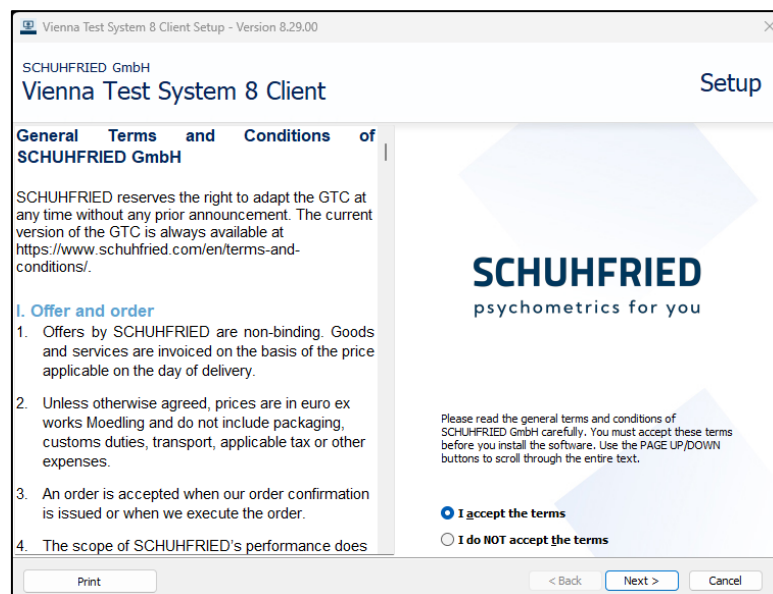 Vienna Test System 8 Client Setup - Version 8.29.00
SCHUHFRIED GmbH
Vienna Test System 8 Client
Setup
General Terms and Conditions of
SCHUHFRIED GmbH
SCHUHFRIED reserves the right to adapt the GTC at
any time without any prior announcement. The current
version of the GTC is always available at
https://www.schuhfried.com/en/terms-and-
conditions/.
I. Offer and order
1. Offers by SCHUHFRIED are non-binding. Goods
and services are invoiced on the basis of the price
applicable on the day of delivery.
2. Unless otherwise agreed, prices are in euro ex
works Moedling and do not include packaging,
customs duties, transport, applicable tax or other
expenses.
3. An order is accepted when our order confirmation
is issued or when we execute the order.
4. The scope of SCHUHFRIED's performance does
SCHUHFRIED
psychometrics for you
Please read the general terms and conditions of
SCHUHFRIED GmbH carefully. You must accept these terms
before you install the software. Use the PAGE UP/DOWN
buttons to scroll through the entire text.
I accept the terms
I do NOT accept the terms
Print
< Back
Next >
Cancel